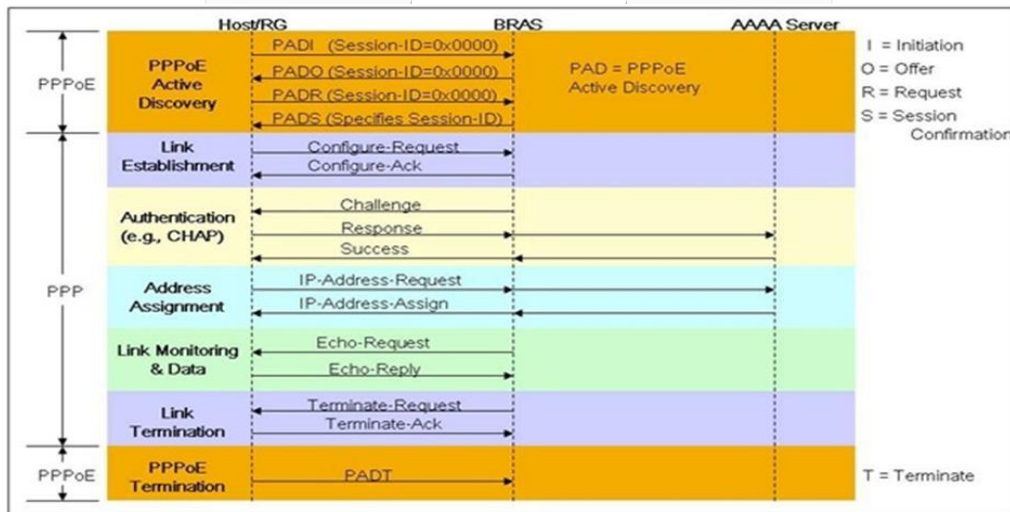 Host/RG
BRAS
AAAA Server
PPPoE
PPPoE
Active
Discovery
PADI (Session-ID=0x0000)
PADO (Session-ID=0x0000)
PADR (Session-ID=0x0000)
PADS (Specifies Session-ID)
PAD = PPPoE
Active Discovery
I = Initiation
O = Offer
R = Request
S = Session
Confirmation
PPP
Link
Establishment
Configure-Request
Configure-Ack
Authentication
(e.g., CHAP)
Challenge
Response
Success
Address
Assignment
IP-Address-Request
IP-Address-Assign
Link Monitoring
& Data
Echo-Request
Echo-Reply
Link
Termination
Terminate-Request
Terminate-Ack
PPPoE
PPPoE
Termination
PADT
T = Terminate